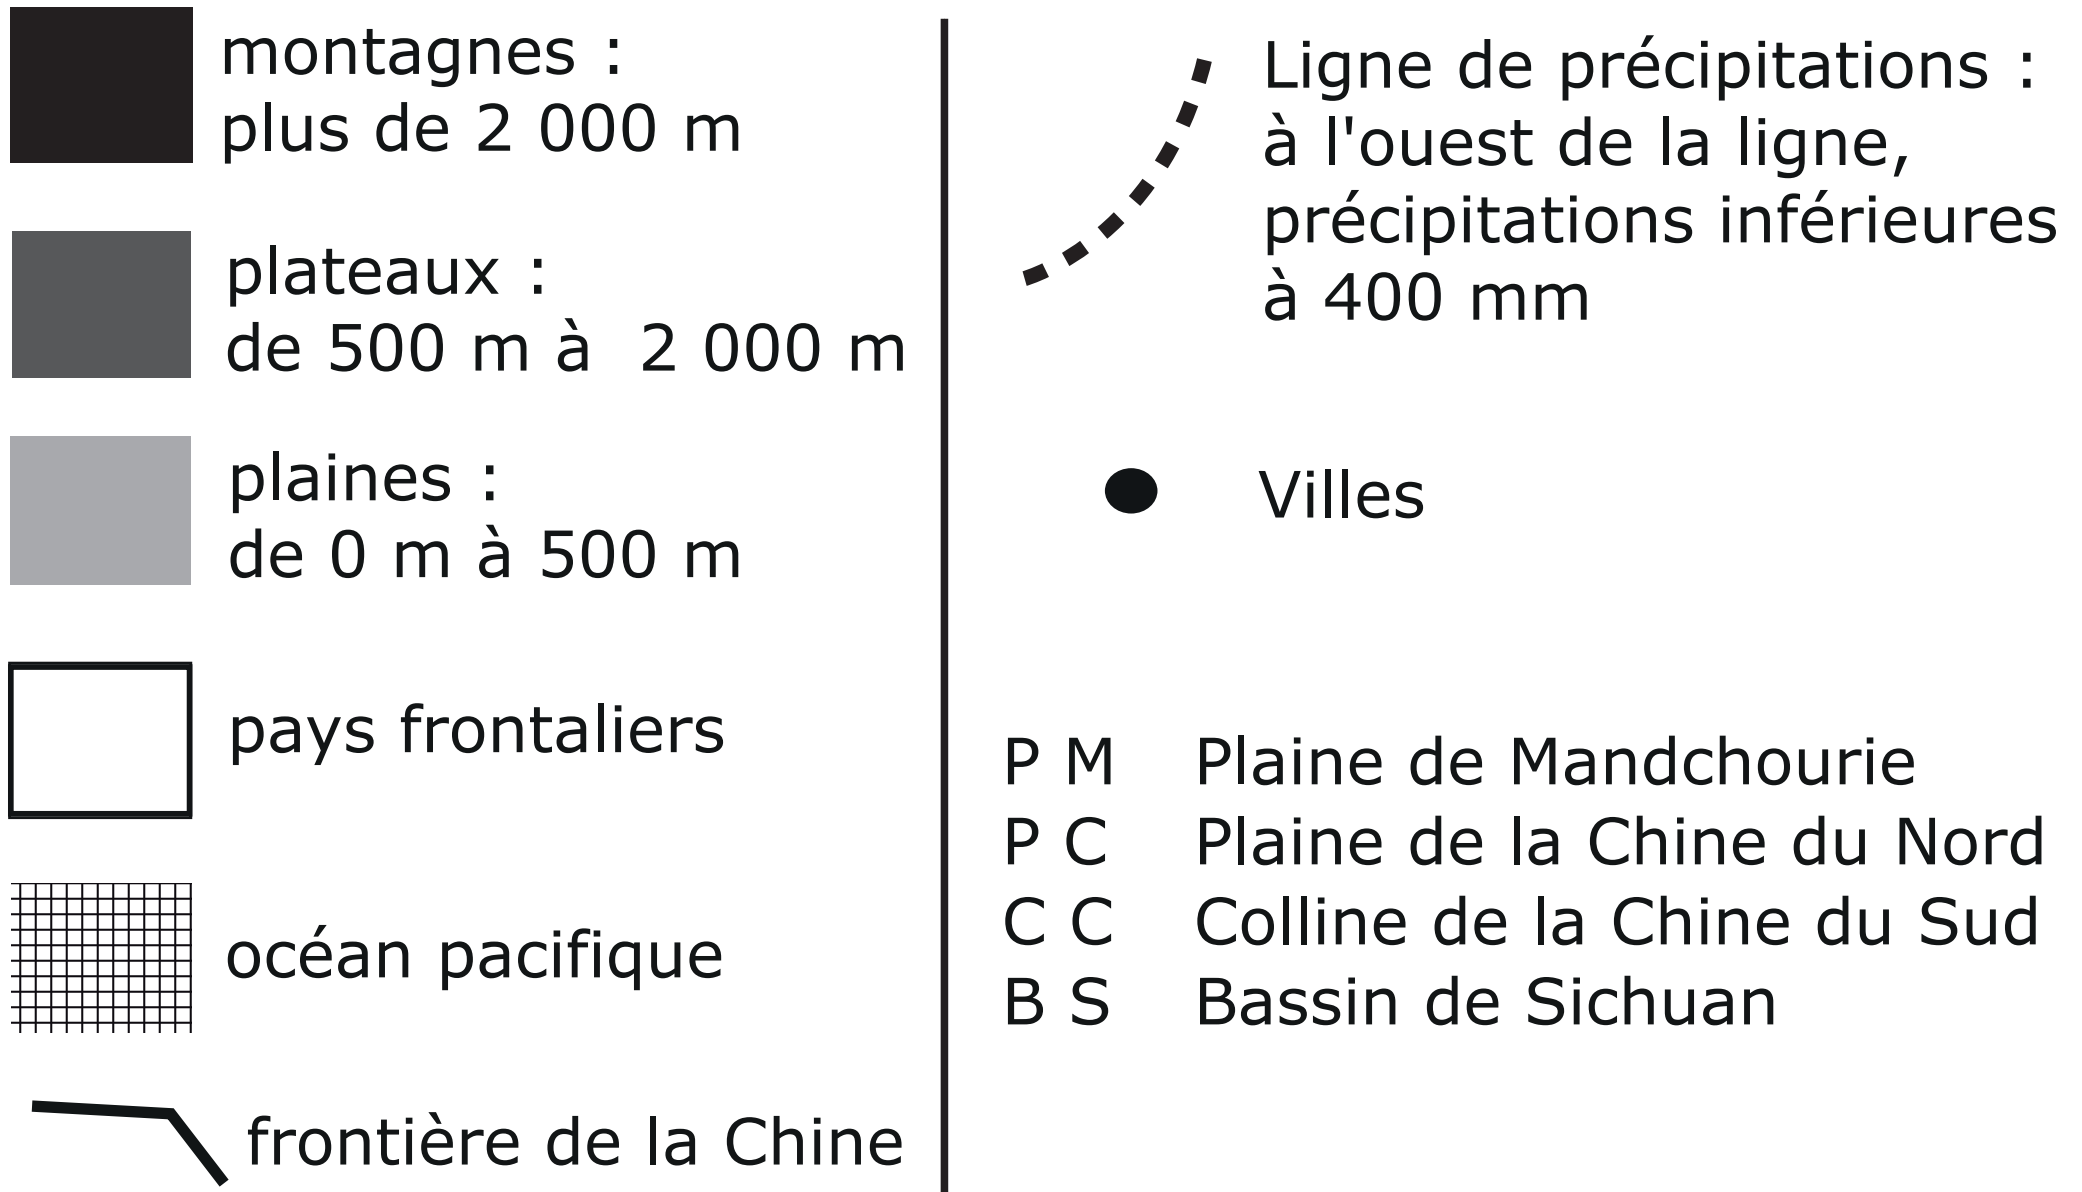 montagnes :
plus de 2 000 m
plateaux :
de 500 m à 2 000 m
plaines :
de 0 m à 500 m
pays frontaliers
océan pacifique
frontière de la Chine
Ligne de précipitations :
à l'ouest de la ligne,
précipitations inférieures
à 400 mm
Villes
P M Plaine de Mandchourie
P C Plaine de la Chine du Nord
C C Colline de la Chine du Sud
B S Bassin de Sichuan